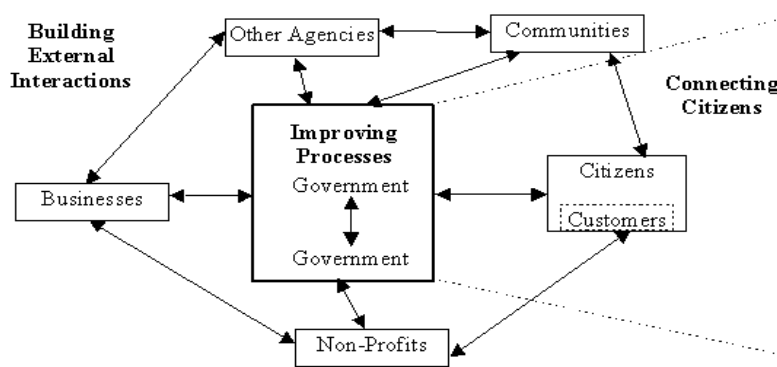 Building
External
Interactions
Other Agencies
Communities
Connecting
Citizens
Improving
Processes
Government
Government
Businesses
Citizens
Customers
Non-Profits